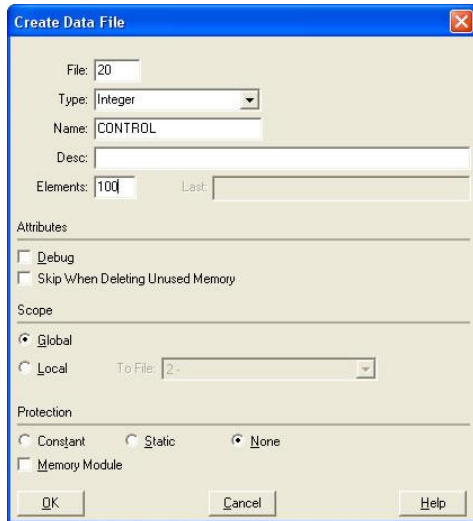 Create Data File
File: 20
Type: Integer
Name: CONTROL
Desc:
Elements: 100 Last:
Attributes
Debug
Skip When Deleting Unused Memory
Scope
Global
Local To File: 2 -
Protection
Constant Static None
Memory Module
OK Cancel Help